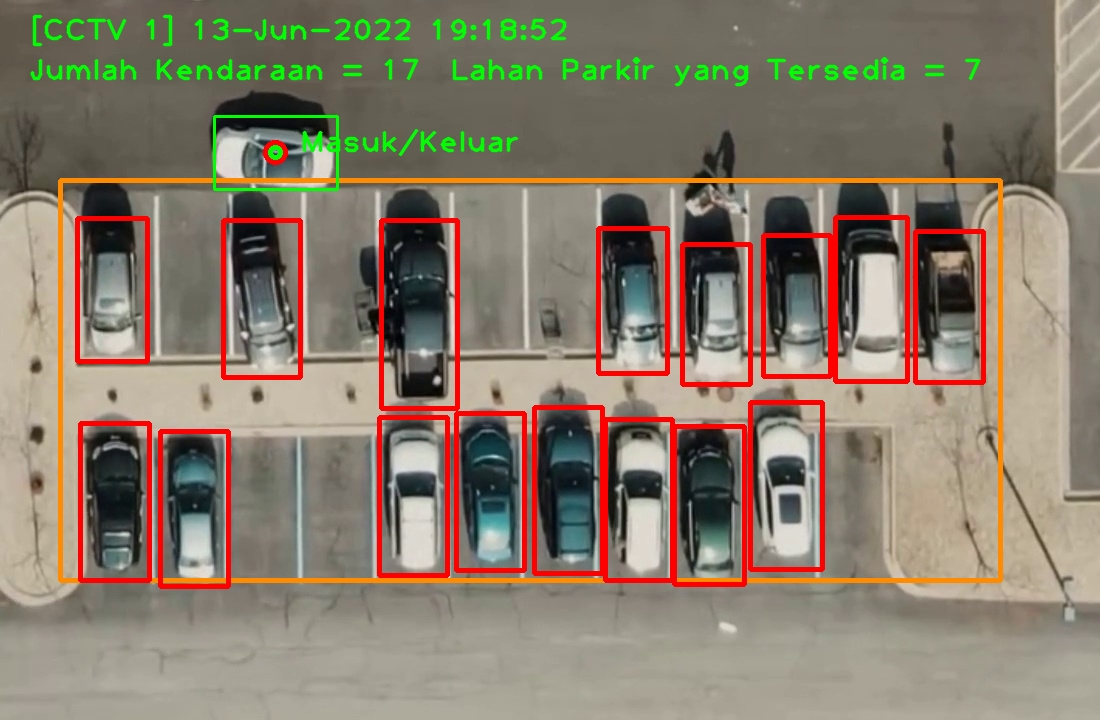 [CCTV 1] 13-Jun-2022 19:18:52
Jumlah Kendaraan = 17 Lahan Parkir yang Tersedia = 7
Masuk/Keluar